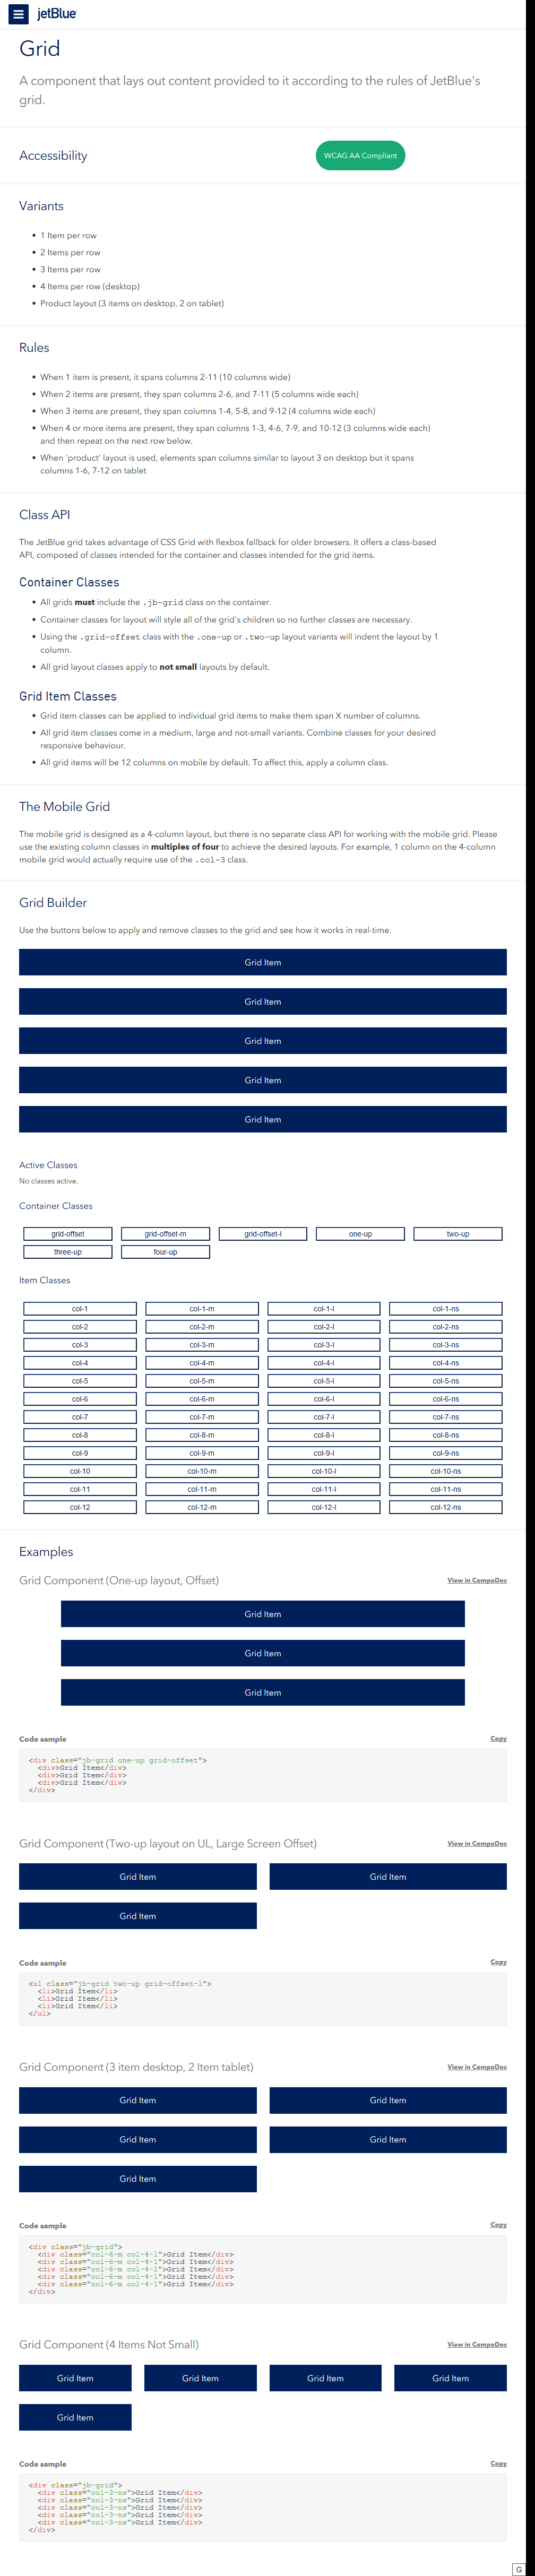 jetBlue
Grid
A component that lays out content provided to it according to the rules of JetBlue's
grid.
Accessibility
WCAG AA Compliant
Variants
1 Item per row
2 Items per row
3 Items per row
4 Items per row (desktop)
Product layout (3 items on desktop, 2 on tablet)
Rules
When 1 item is present, it spans columns 2-11 (10 columns wide)
When 2 items are present, they span columns 2-6, and 7-11 (5 columns wide each)
When 3 items are present, they span columns 1-4, 5-8, and 9-12 (4 columns wide each)
When 4 or more items are present, they span columns 1-3, 4-6, 7-9, and 10-12 (3 columns wide each)
and then repeat on the next row below.
When 'product' layout is used, elements span columns similar to layout 3 on desktop but it spans
columns 1-6, 7-12 on tablet
Class API
The JetBlue grid takes advantage of CSS Grid with flexbox fallback for older browsers. It offers a class-based
API, composed of classes intended for the container and classes intended for the grid items.
Container Classes
All grids must include the .jb-grid class on the container.
Container classes for layout will style all of the grid's children so no further classes are necessary.
Using the .grid-offset class with the .one-up or .two-up layout variants will indent the layout by 1
column.
All grid layout classes apply to not small layouts by default.
Grid Item Classes
Grid item classes can be applied to individual grid items to make them span X number of columns.
All grid item classes come in a medium, large and not-small variants. Combine classes for your desired
responsive behaviour.
All grid items will be 12 columns on mobile by default. To affect this, apply a column class.
The Mobile Grid
The mobile grid is designed as a 4-column layout, but there is no separate class API for working with the mobile grid. Please
use the existing column classes in multiples of four to achieve the desired layouts. For example, 1 column on the 4-column
mobile grid would actually require use of the .col-3 class.
Grid Builder
Use the buttons below to apply and remove classes to the grid and see how it works in real-time.
Grid Item
Grid Item
Grid Item
Grid Item
Grid Item
Active Classes
No classes active.
Container Classes
grid-offset grid-offset-m grid-offset-l one-up two-up
three-up four-up
Item Classes
col-1 col-1-m col-1-l col-1-ns
col-2 col-2-m col-2-l col-2-ns
col-3 col-3-m col-3-l col-3-ns
col-4 col-4-m col-4-l col-4-ns
col-5 col-5-m col-5-l col-5-ns
col-6 col-6-m col-6-l col-6-ns
col-7 col-7-m col-7-l col-7-ns
col-8 col-8-m col-8-l col-8-ns
col-9 col-9-m col-9-l col-9-ns
col-10 col-10-m col-10-l col-10-ns
col-11 col-11-m col-11-l col-11-ns
col-12 col-12-m col-12-l col-12-ns
Examples
Grid Component (One-up layout, Offset) View in CompoDoc
Grid Item
Grid Item
Grid Item
Code sample Copy
<div class="jb-grid one-up grid-offset">
<div>Grid Item</div>
<div>Grid Item</div>
<div>Grid Item</div>
</div>
Grid Component (Two-up layout on UL, Large Screen Offset) View in CompoDoc
Grid Item Grid Item
Grid Item
Code sample Copy
<ul class="jb-grid two-up grid-offset-l">
<li>Grid Item</li>
<li>Grid Item</li>
<li>Grid Item</li>
</ul>
Grid Component (3 item desktop, 2 Item tablet) View in CompoDoc
Grid Item Grid Item
Grid Item Grid Item
Grid Item
Code sample Copy
<div class="jb-grid">
<div class="col-6-m col-4-l">Grid Item</div>
<div class="col-6-m col-4-l">Grid Item</div>
<div class="col-6-m col-4-l">Grid Item</div>
<div class="col-6-m col-4-l">Grid Item</div>
<div class="col-6-m col-4-l">Grid Item</div>
</div>
Grid Component (4 Items Not Small) View in CompoDoc
Grid Item Grid Item Grid Item Grid Item
Grid Item
Code sample Copy
<div class="jb-grid">
<div class="col-3-ns">Grid Item</div>
<div class="col-3-ns">Grid Item</div>
<div class="col-3-ns">Grid Item</div>
<div class="col-3-ns">Grid Item</div>
<div class="col-3-ns">Grid Item</div>
</div>
G